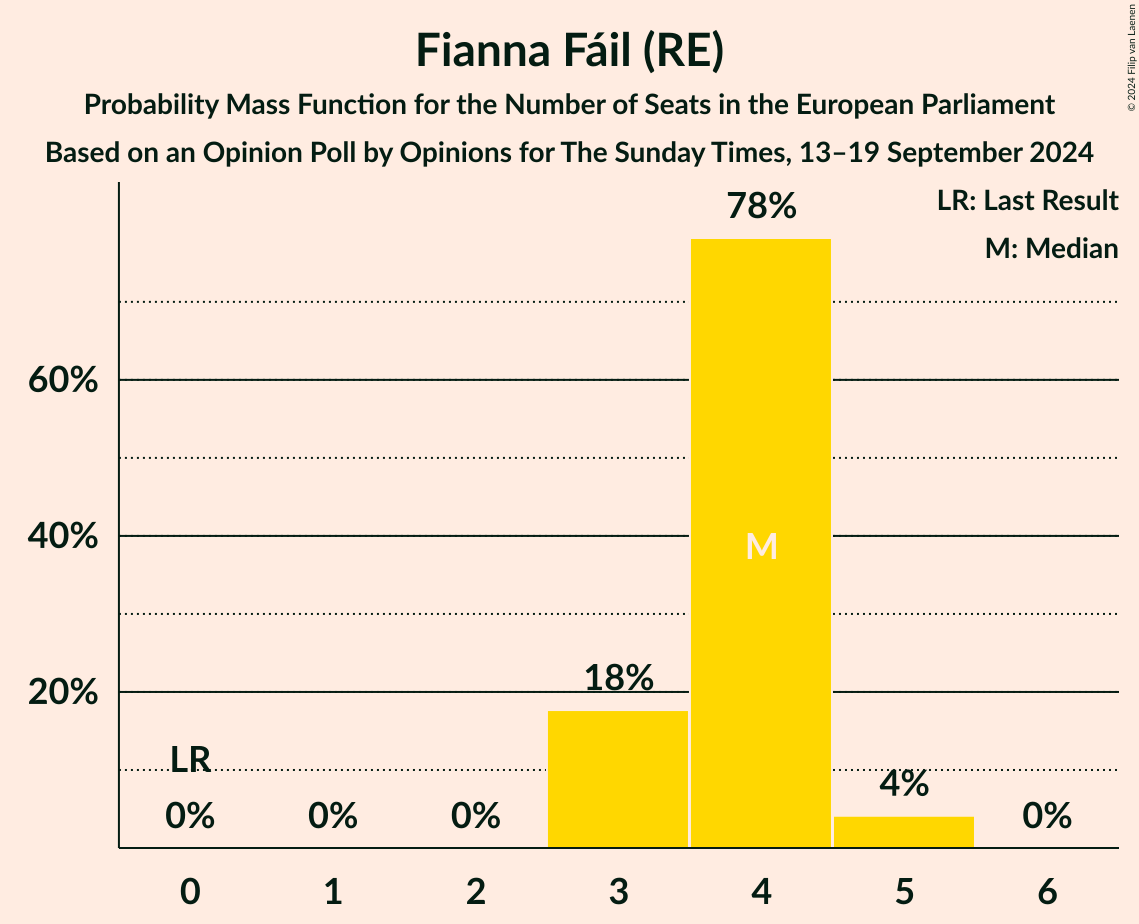 Fianna Fáil (RE)
Probability Mass Function for the Number of Seats in the European Parliament
Based on an Opinion Poll by Opinions for The Sunday Times, 13–19 September 2024
© 2024 Filip van Laenen
LR: Last Result
M: Median
78%
60%
40%
M
20%
18%
LR
4%
0%
0%
0%
0%
0
1
2
3
4
5
6